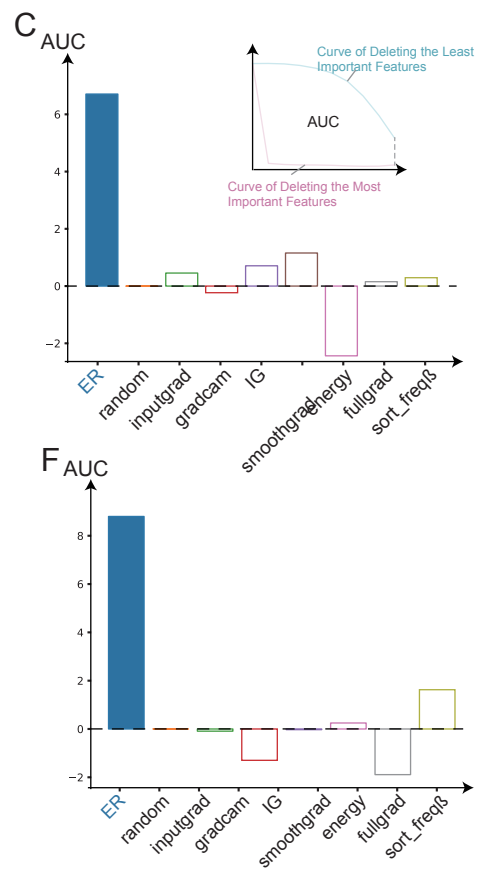 C
AUC
Curve of Deleting the Least
Important Features
AUC
Curve of Deleting the Most
Important Features
6
4
2
0
−2
ER
random
inputgrad
gradcam
IG
smoothgrad
energy
fullgrad
sort_freqß
F
AUC
8
6
4
2
0
−2
ER
random
inputgrad
gradcam
IG
smoothgrad
energy
fullgrad
sort_freqß